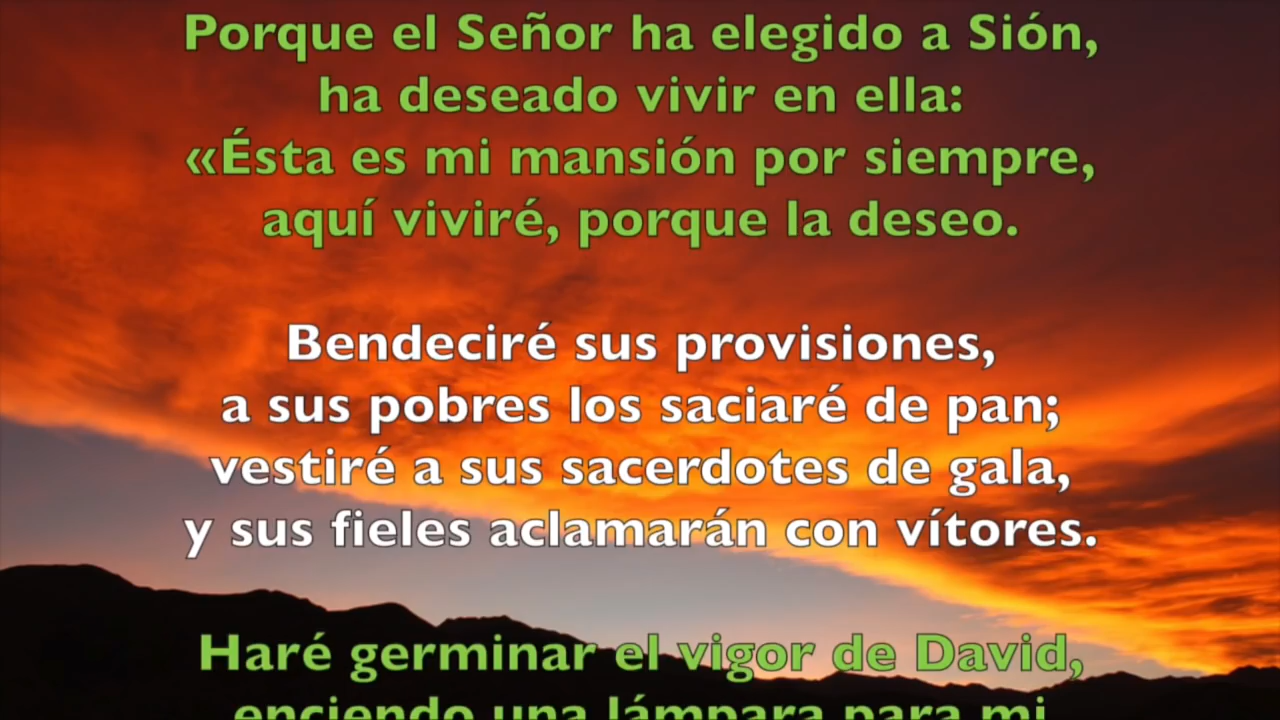 Porque el Señor ha elegido a Sión,
ha deseado vivir en ella:
«Ésta es mi mansión por siempre,
aquí viviré, porque la deseo.
Bendeciré sus provisiones,
a sus pobres los saciaré de pan;
vestiré a sus sacerdotes de gala,
y sus fieles aclamarán con vítores.
Haré germinar el vigor de David,
enciendo una lámpara para mi